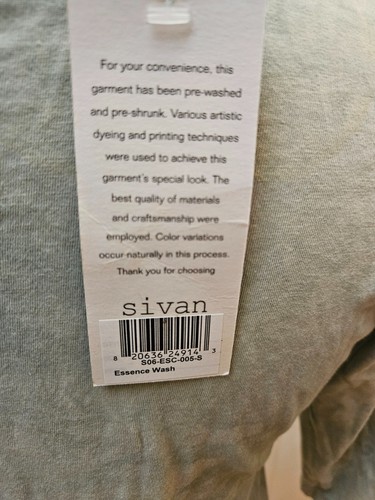 For your convenience, this
garment has been pre-washed
and pre-shrunk. Various artistic
dyeing and printing techniques
were used to achieve this
garment's special look. The
best quality of materials
and craftsmanship were
employed. Color variations
occur naturally in this process.
Thank you for choosing
sivan
8 20636 24914 3
S06-ESC-005-S
Essence Wash